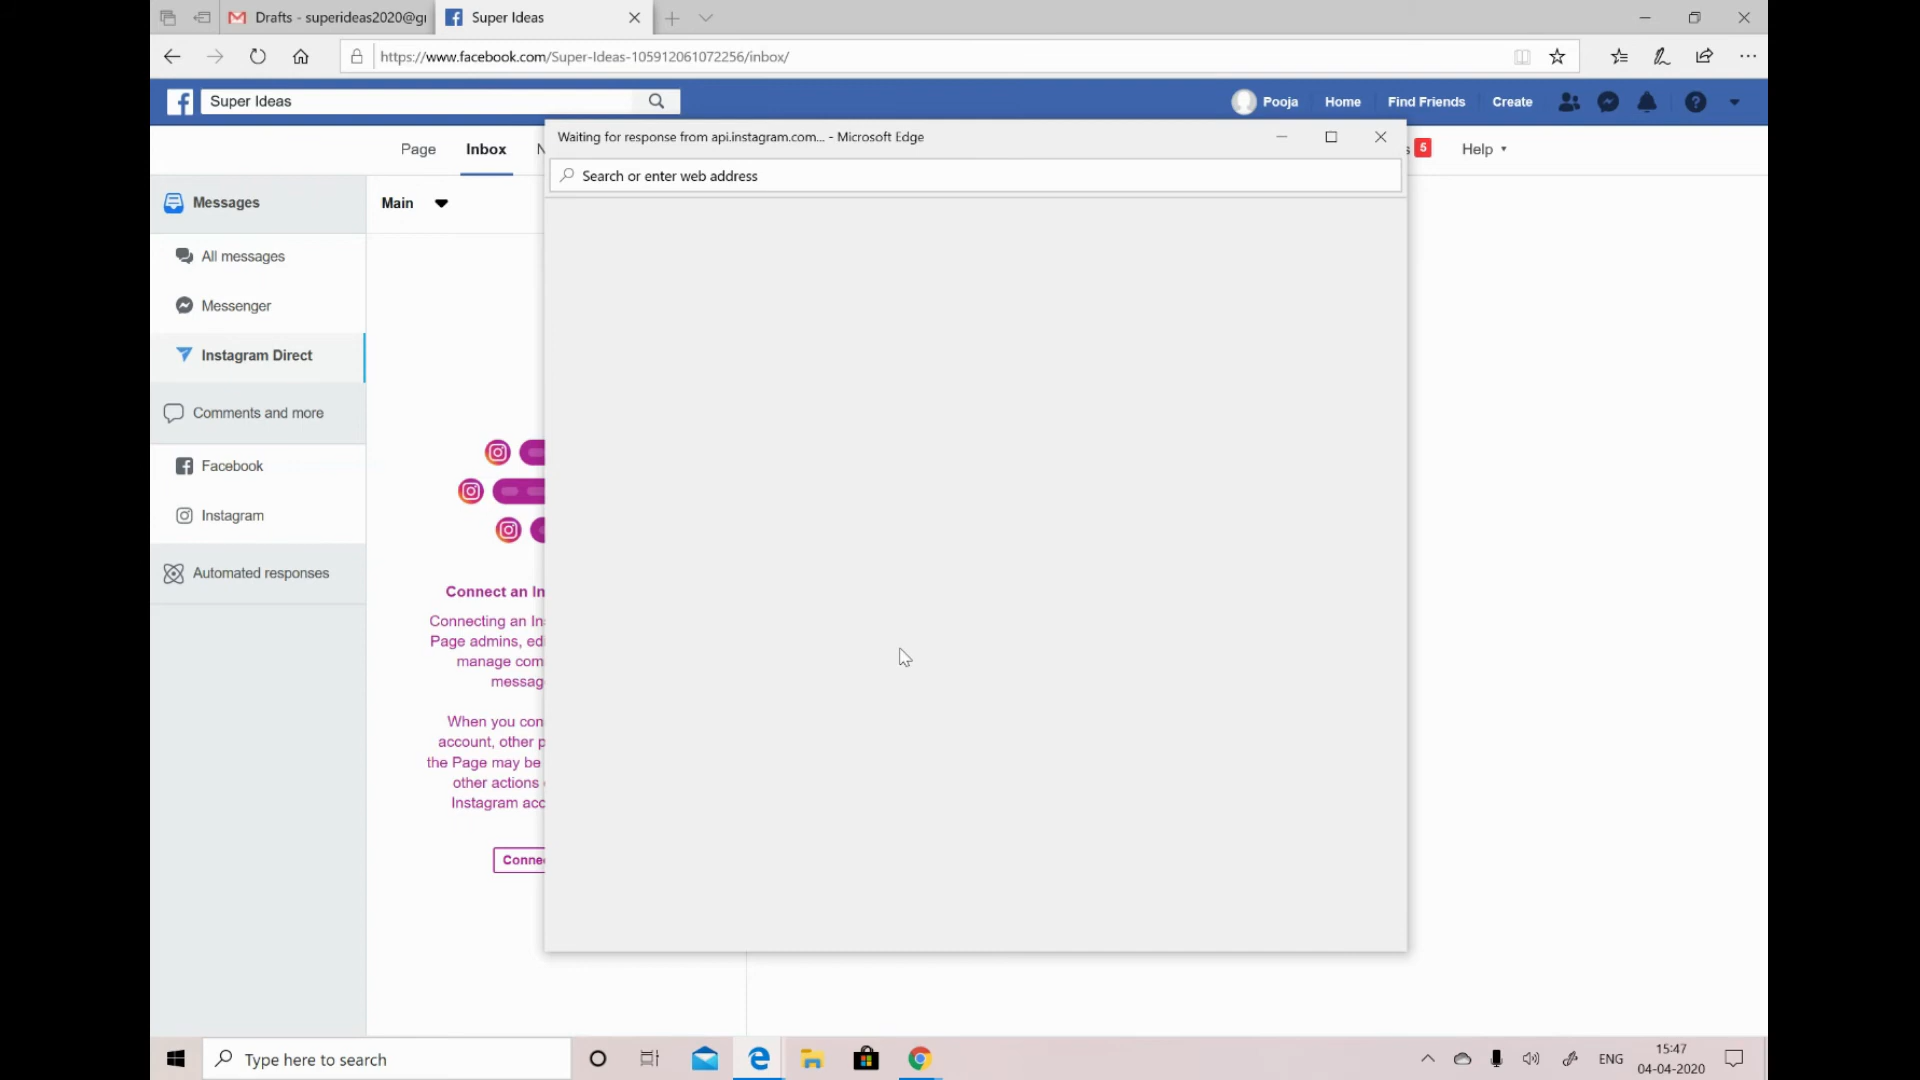 Drafts - superideas2020@g
Super Ideas
https://www.facebook.com/Super-Ideas-105912061072256/inbox/
Super Ideas
Pooja
Home
Find Friends
Create
Page
Inbox
5
Help
Waiting for response from api.instagram.com... - Microsoft Edge
Search or enter web address
Messages
Main
All messages
Messenger
Instagram Direct
Comments and more
Facebook
Instagram
Automated responses
Connect an In
Connecting an In
Page admins, edi
manage com
messag
When you con
account, other p
the Page may be
other actions
Instagram acc
Conne
Type here to search
ENG
15:47
04-04-2020